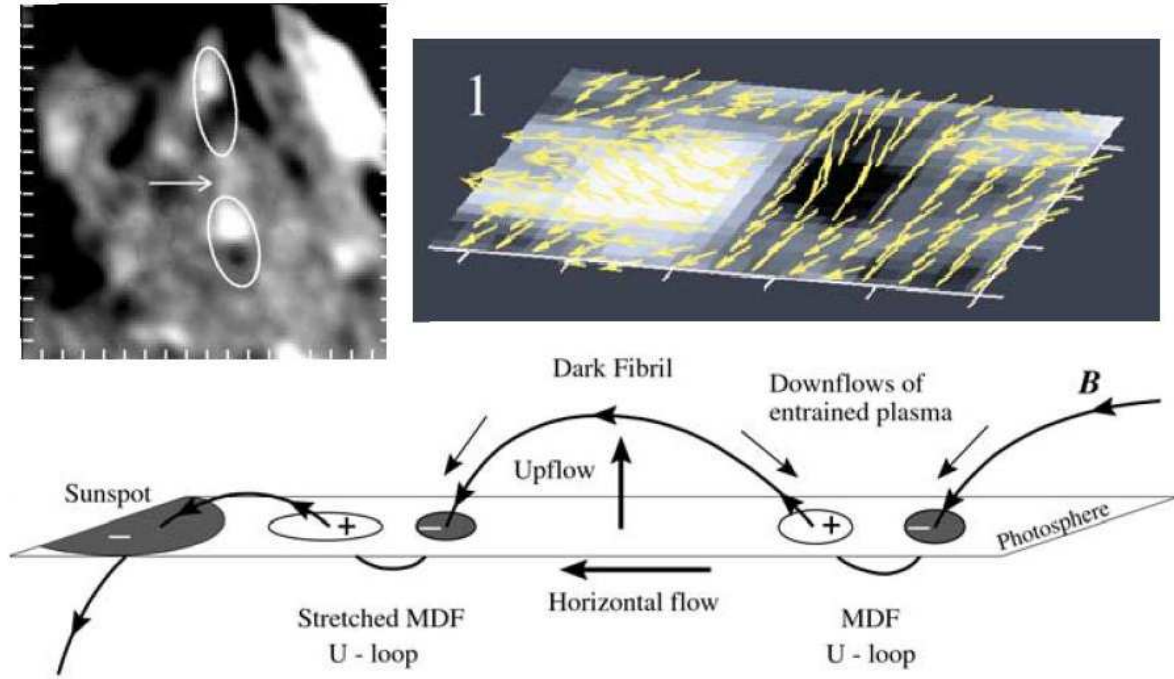 1
Dark Fibril
Downflows of
entrained plasma
B
Upflow
Sunspot
−
+
−
+
−
Photosphere
Horizontal flow
Stretched MDF
U - loop
MDF
U - loop